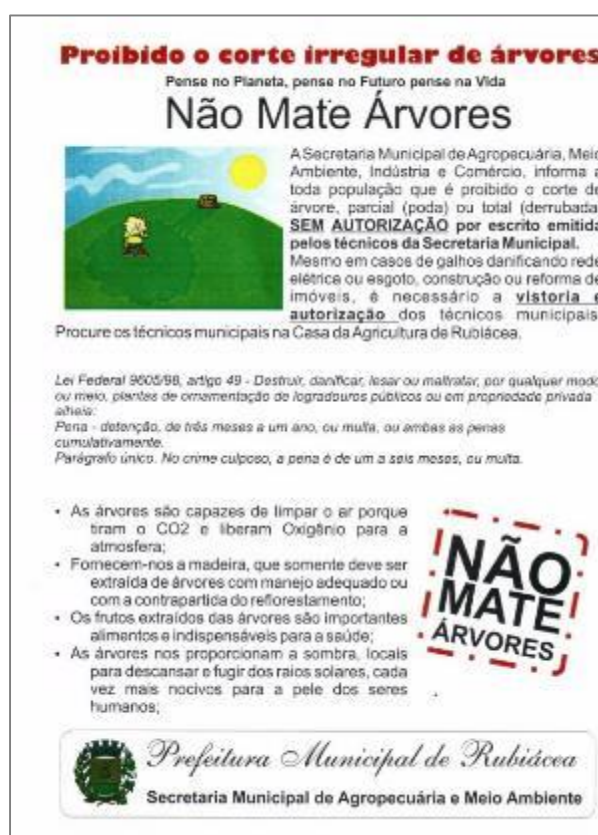 Proibido o corte irregular de árvores
Pense no Planeta, pense no Futuro pense na Vida
Não Mate Árvores
A Secretaria Municipal de Agropecuária, Meio
Ambiente, Indústria e Comércio, informa a
toda população que é proibido o corte de
árvore, parcial (poda) ou total (derrubada)
SEM AUTORIZAÇÃO por escrito emitida
pelos técnicos da Secretaria Municipal.
Mesmo em casos de galhos danificando rede
elétrica ou esgoto, construção ou reforma de
imóveis, é necessário a vistoria e
autorização dos técnicos municipais.
Procure os técnicos municipais na Casa da Agricultura de Rubiácea.
Lei Federal 9605/98, artigo 49 - Destruir, danificar, lesar ou maltratar, por qualquer modo
ou meio, plantas de ornamentação de logradouros públicos ou em propriedade privada
alheia:
Pena - detenção, de três meses a um ano, ou multa, ou ambas as penas
cumulativamente.
Parágrafo único. No crime culposo, a pena é de um a seis meses, ou multa.
• As árvores são capazes de limpar o ar porque
tiram o CO2 e liberam Oxigênio para a
atmosfera;
• Fornecem-nos a madeira, que somente deve ser
extraída de árvores com manejo adequado ou
com a contrapartida do reflorestamento;
• Os frutos extraídos das árvores são importantes
alimentos e indispensáveis para a saúde;
• As árvores nos proporcionam a sombra, locais
para descansar e fugir dos raios solares, cada
vez mais nocivos para a pele dos seres
humanos;
NÃO
MATE
ÁRVORES
Prefeitura Municipal de Rubiácea
Secretaria Municipal de Agropecuária e Meio Ambiente